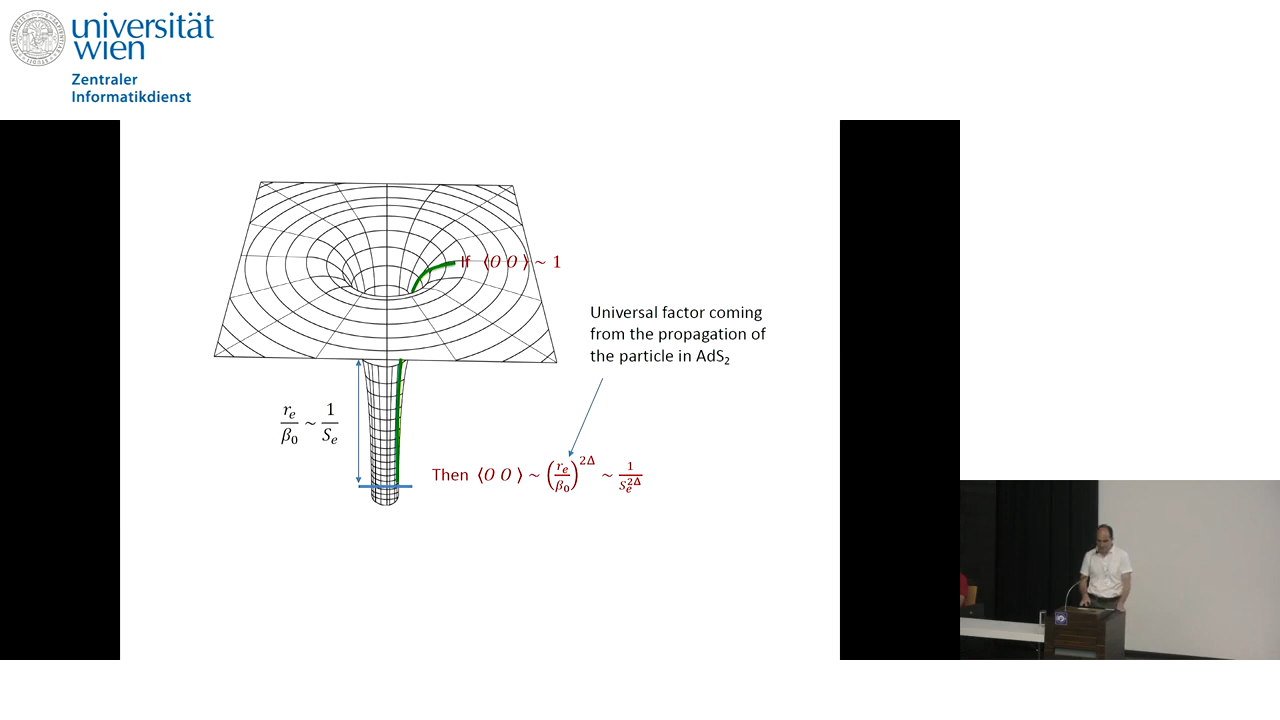 universität
wien
Zentraler
Informatikdienst
If ⟨O O⟩ ~ 1
Universal factor coming
from the propagation of
the particle in AdS₂
r_e/β₀ ~ 1/S_e
Then ⟨O O⟩ ~ (r_e/β₀)^{2Δ} ~ 1/S_e^{2Δ}